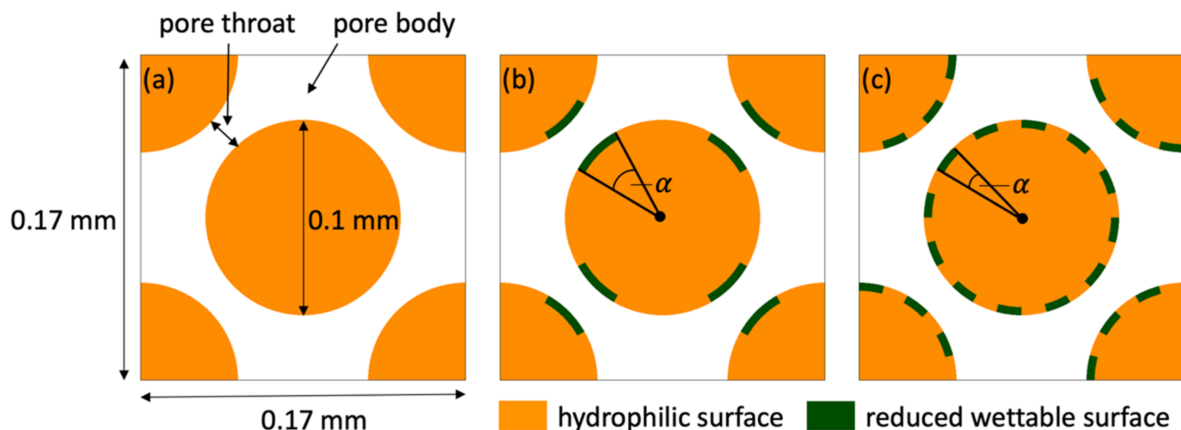 pore throat
pore body
(a)
(b)
(c)
0.17 mm
0.1 mm
α
α
0.17 mm
hydrophilic surface
reduced wettable surface